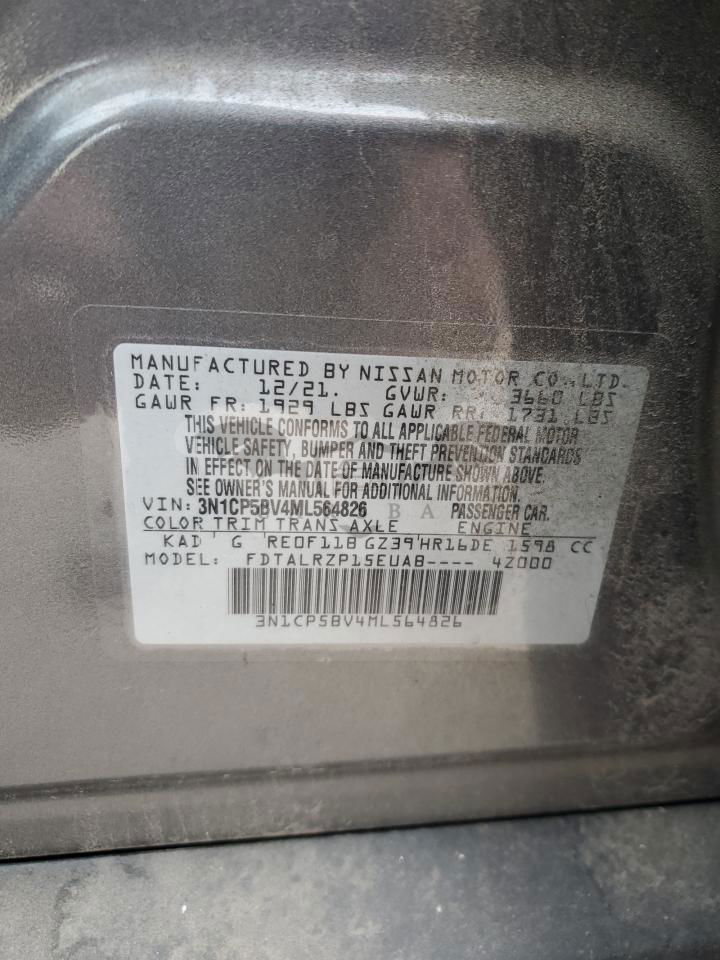 MANUFACTURED BY NISSAN MOTOR CO., LTD.
DATE: 12/21. GVWR: 3660 LBS
GAWR FR: 1929 LBS GAWR RR: 1731 LBS
THIS VEHICLE CONFORMS TO ALL APPLICABLE FEDERAL MOTOR
VEHICLE SAFETY, BUMPER AND THEFT PREVENTION STANDARDS
IN EFFECT ON THE DATE OF MANUFACTURE SHOWN ABOVE.
SEE OWNER'S MANUAL FOR ADDITIONAL INFORMATION.
VIN: 3N1CP5BV4ML564826 PASSENGER CAR.
COLOR TRIM TRANS AXLE ENGINE
KAD G RE0F11B GZ39 HR16DE 1598 CC
MODEL: FDTALRZP15EUAB---- 4Z000
3N1CP5BV4ML564826